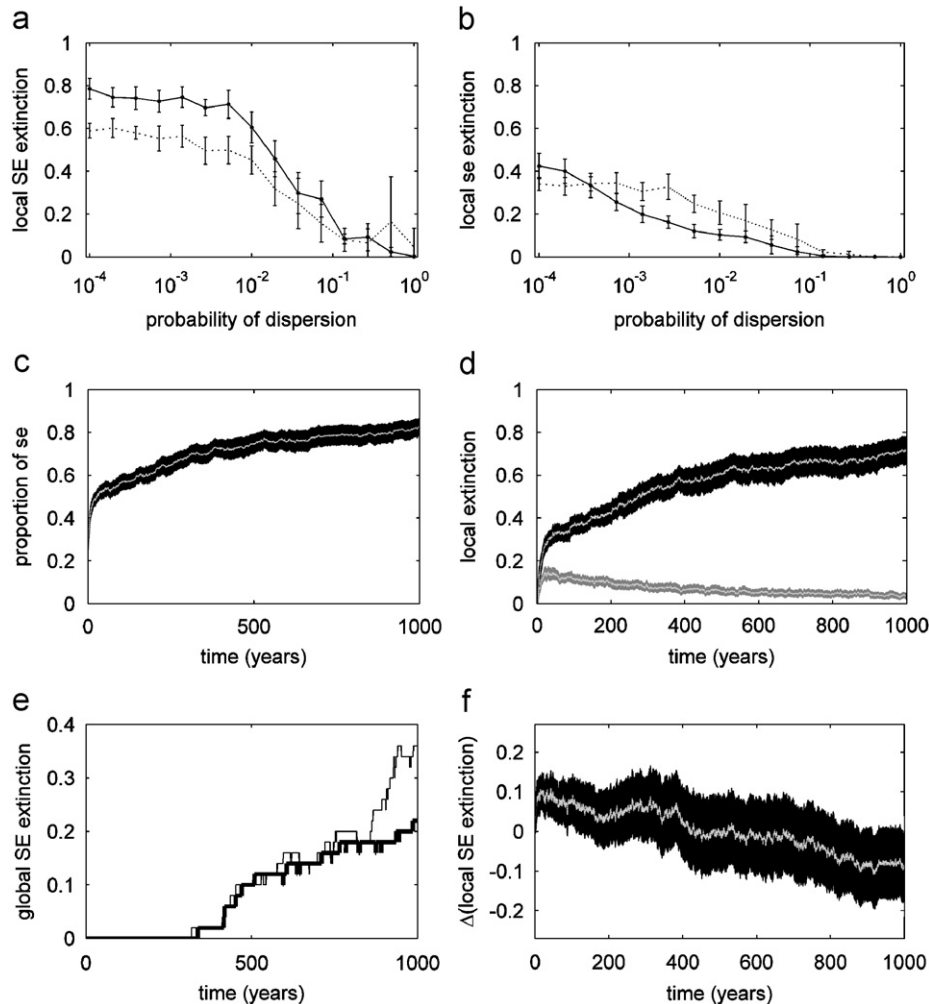 a
local SE extinction
1
0.8
0.6
0.4
0.2
0
10⁻⁴ 10⁻³ 10⁻² 10⁻¹ 10⁰
probability of dispersion
b
local se extinction
1
0.8
0.6
0.4
0.2
0
10⁻⁴ 10⁻³ 10⁻² 10⁻¹ 10⁰
probability of dispersion
c
proportion of se
1
0.8
0.6
0.4
0.2
0
0 500 1000
time (years)
d
local extinction
1
0.8
0.6
0.4
0.2
0
0 200 400 600 800 1000
time (years)
e
global SE extinction
0.4
0.3
0.2
0.1
0
0 500 1000
time (years)
f
Δ(local SE extinction)
0.2
0.1
0
-0.1
-0.2
0 200 400 600 800 1000
time (years)